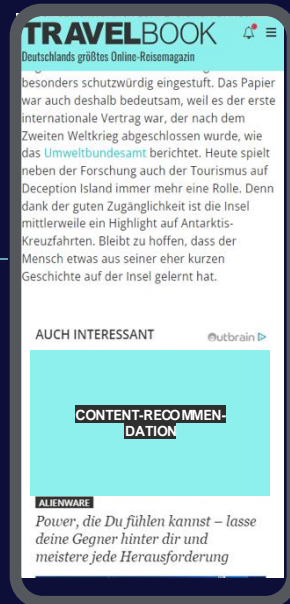 TRAVELBOOK
Deutschlands größtes Online-Reisemagazin
besonders schutzwürdig eingestuft. Das Papier
war auch deshalb bedeutsam, weil es der erste
internationale Vertrag war, der nach dem
Zweiten Weltkrieg abgeschlossen wurde, wie
das Umweltbundesamt berichtet. Heute spielt
neben der Forschung auch der Tourismus auf
Deception Island immer mehr eine Rolle. Denn
dank der guten Zugänglichkeit ist die Insel
mittlerweile ein Highlight auf Antarktis-
Kreuzfahrten. Bleibt zu hoffen, dass der
Mensch etwas aus seiner eher kurzen
Geschichte auf der Insel gelernt hat.
AUCH INTERESSANT
Outbrain
CONTENT-RECOMMEN-
DATION
ALIENWARE
Power, die Du fühlen kannst – lasse
deine Gegner hinter dir und
meistere jede Herausforderung